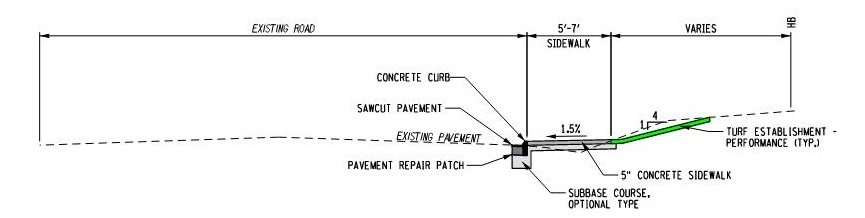 EXISTING ROAD
5'-7'
SIDEWALK
VARIES
HB
CONCRETE CURB
SAWCUT PAVEMENT
EXISTING PAVEMENT
1.5%
4
1
TURF ESTABLISHMENT -
PERFORMANCE (TYP.)
PAVEMENT REPAIR PATCH
5" CONCRETE SIDEWALK
SUBBASE COURSE,
OPTIONAL TYPE